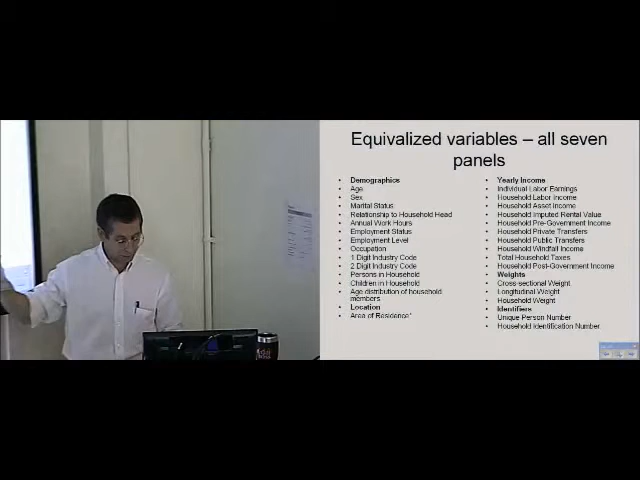 Equivalized variables – all seven
panels
• Demographics
• Age
• Sex
• Marital Status
• Relationship to Household Head
• Annual Work Hours
• Employment Status
• Employment Level
• Occupation
• 1 Digit Industry Code
• 2 Digit Industry Code
• Persons in Household
• Children in Household
• Age distribution of household
members
• Location
• Area of Residence*
• Yearly Income
• Individual Labor Earnings
• Household Labor Income
• Household Asset Income
• Household Imputed Rental Value
• Household Pre-Government Income
• Household Private Transfers
• Household Public Transfers
• Household Windfall Income
• Total Household Taxes
• Household Post-Government Income
• Weights
• Cross-sectional Weight
• Longitudinal Weight
• Household Weight
• Identifiers
• Unique Person Number
• Household Identification Number